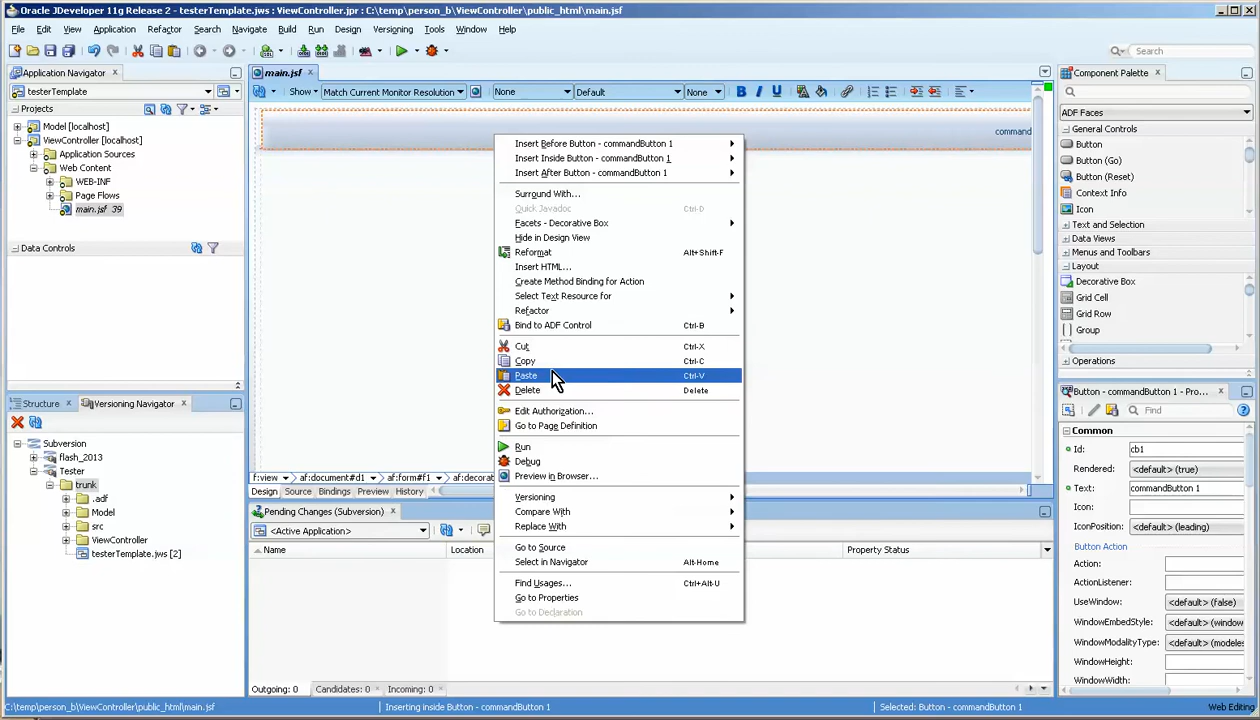 Oracle JDeveloper 11g Release 2 - testerTemplate.jws : ViewController.jpr : C:\temp\person_b\ViewController\public_html\main.jsf
File Edit View Application Refactor Search Navigate Build Run Design Versioning Tools Window Help
Search
Application Navigator
testerTemplate
Projects
Model [localhost]
ViewController [localhost]
Application Sources
Web Content
WEB-INF
Page Flows
main.jsf 39
Data Controls
Structure
Versioning Navigator
Subversion
flash_2013
Tester
trunk
.adf
Model
src
ViewController
testerTemplate.jws [2]
main.jsf
Show Match Current Monitor Resolution None Default None B I U
command
Insert Before Button - commandButton 1
Insert Inside Button - commandButton 1
Insert After Button - commandButton 1
Surround With...
Quick Javadoc Ctrl-D
Facets - Decorative Box
Hide in Design View
Reformat Alt+Shift-F
Insert HTML...
Create Method Binding for Action
Select Text Resource for
Refactor
Bind to ADF Control Ctrl-B
Cut Ctrl-X
Copy Ctrl-C
Paste Ctrl-V
Delete Delete
Edit Authorization...
Go to Page Definition
Run
Debug
Preview in Browser...
Versioning
Compare With
Replace With
Go to Source
Select in Navigator Alt-Home
Find Usages... Ctrl+Alt-U
Go to Properties
Go to Declaration
f:view af:document#d1 af:form#f1 af:decorat
Design Source Bindings Preview History
Pending Changes (Subversion)
<Active Application>
Name Location Property Status
Outgoing: 0 Candidates: 0 Incoming: 0
Component Palette
ADF Faces
General Controls
Button
Button (Go)
Button (Reset)
Context Info
Icon
Text and Selection
Data Views
Menus and Toolbars
Layout
Decorative Box
Grid Cell
Grid Row
Group
Operations
Button - commandButton 1 - Pro...
Find
Common
Id: cb1
Rendered: <default> (true)
Text: commandButton 1
Icon:
IconPosition: <default> (leading)
Button Action
Action:
ActionListener:
UseWindow: <default> (false)
WindowEmbedStyle: <default> (window
WindowModalityType: <default> (modeles
WindowHeight:
WindowWidth:
C:\temp\person_b\ViewController\public_html\main.jsf Inserting inside Button - commandButton 1 Selected: Button - commandButton 1 Web Editing